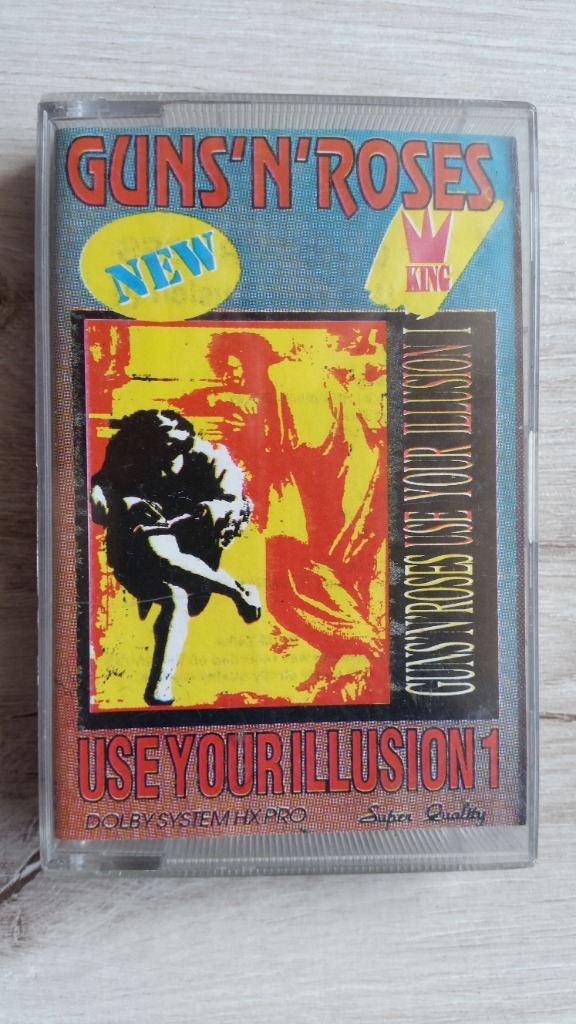 GUNS'N'ROSES
NEW
KING
GUNS'N'ROSES USE YOUR ILLUSION I
USE YOUR ILLUSION 1
DOLBY SYSTEM HX PRO
Super Quality